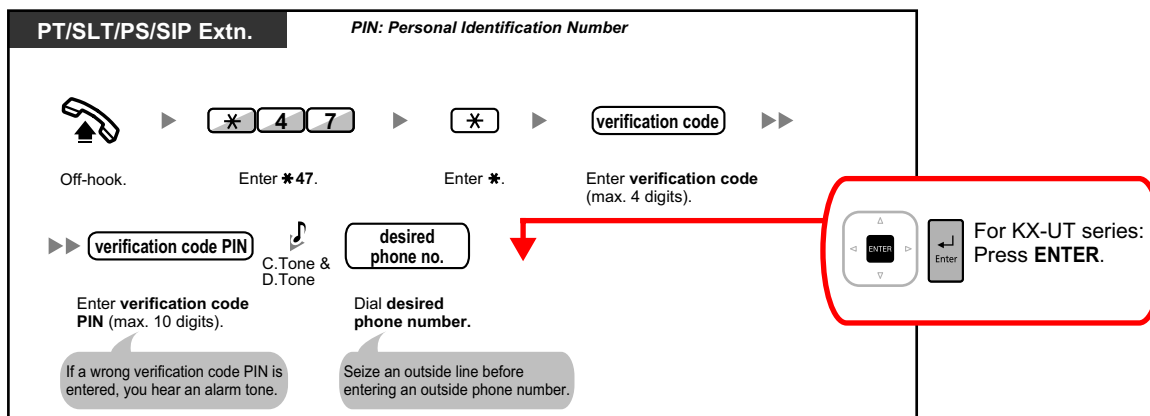 PT/SLT/PS/SIP Extn.
PIN: Personal Identification Number
* 4 7
*
verification code
Off-hook.
Enter *47.
Enter *.
Enter verification code
(max. 4 digits).
verification code PIN
C.Tone &
D.Tone
desired
phone no.
Enter verification code
PIN (max. 10 digits).
Dial desired
phone number.
If a wrong verification code PIN is
entered, you hear an alarm tone.
Seize an outside line before
entering an outside phone number.
ENTER
Enter
For KX-UT series:
Press ENTER.